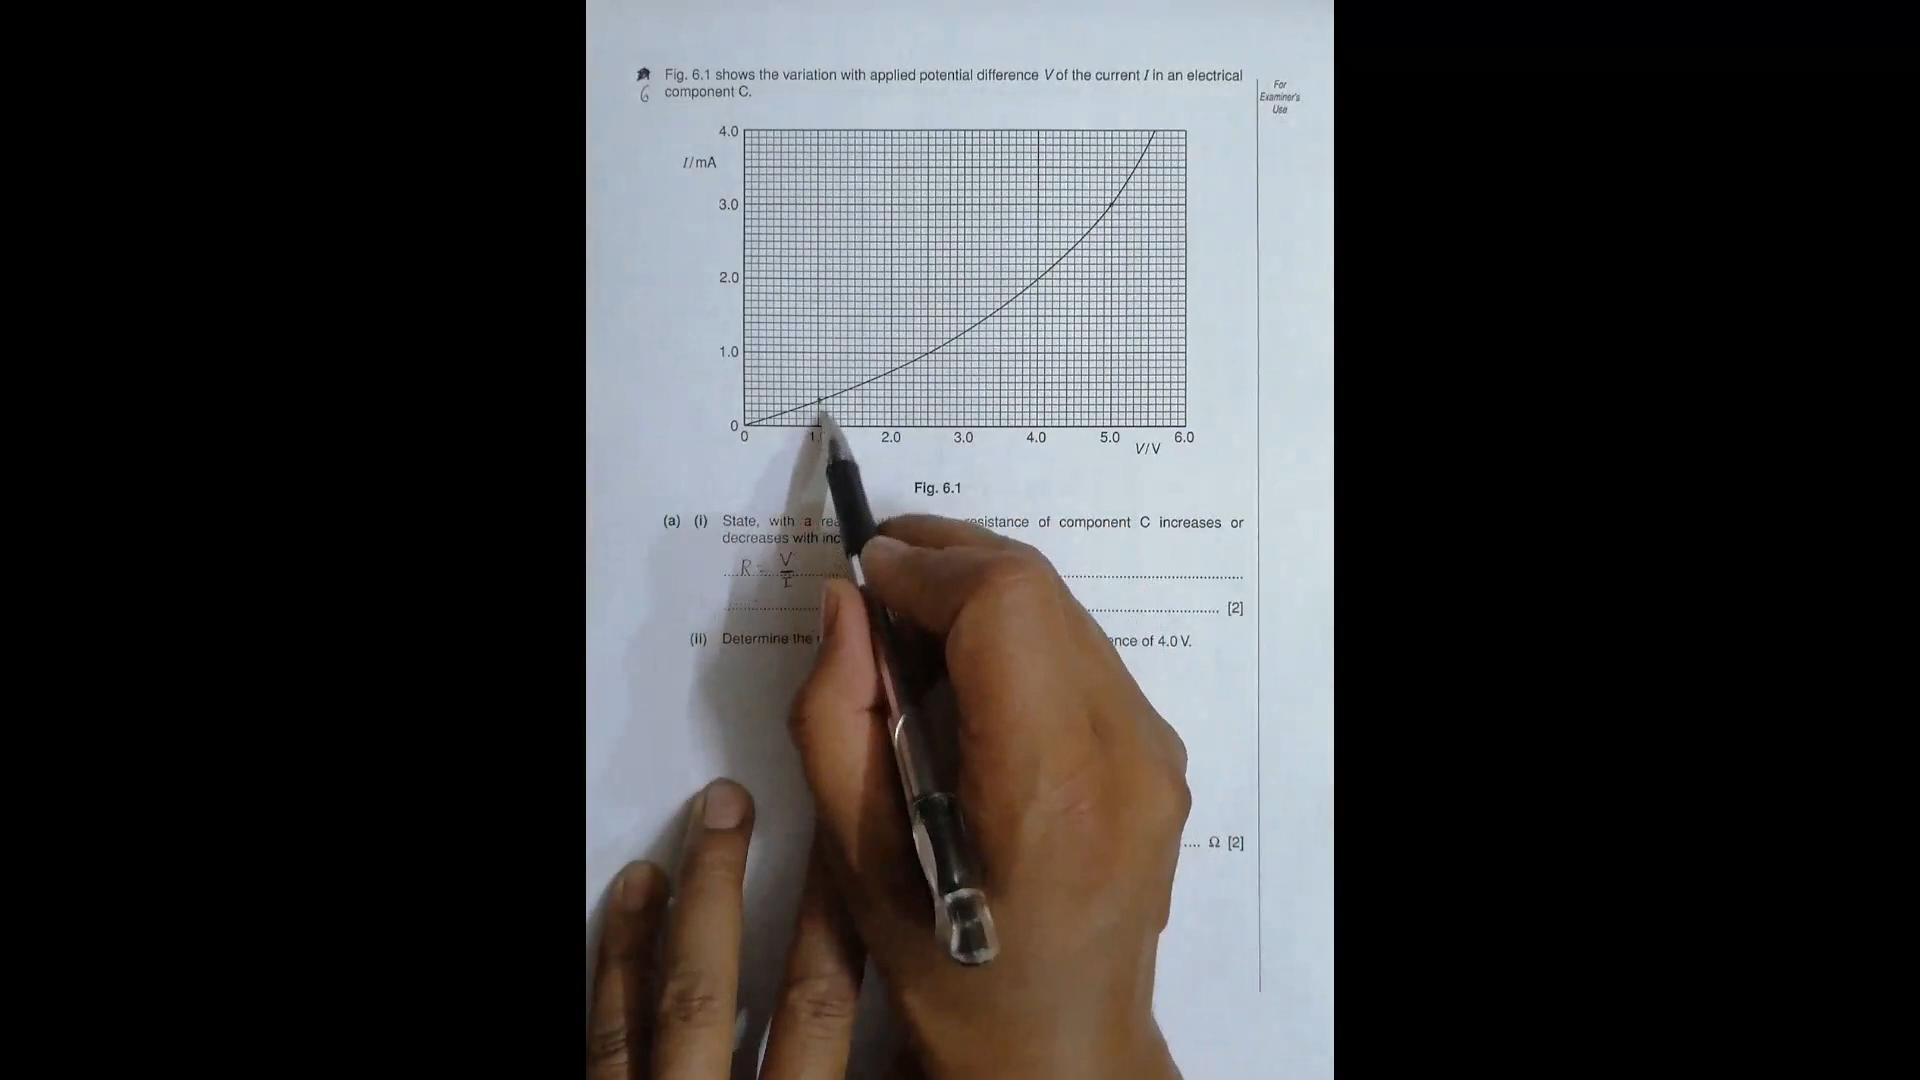 Fig. 6.1 shows the variation with applied potential difference V of the current I in an electrical
6 component C.
For
Examiner's
Use
4.0
I/mA
3.0
2.0
1.0
0
0 2.0 3.0 4.0 5.0 6.0
V/V
Fig. 6.1
(a) (i) State, with a resistance of component C increases or
decreases with
R = V/I
[2]
(ii) Determine the of 4.0 V.
Ω [2]